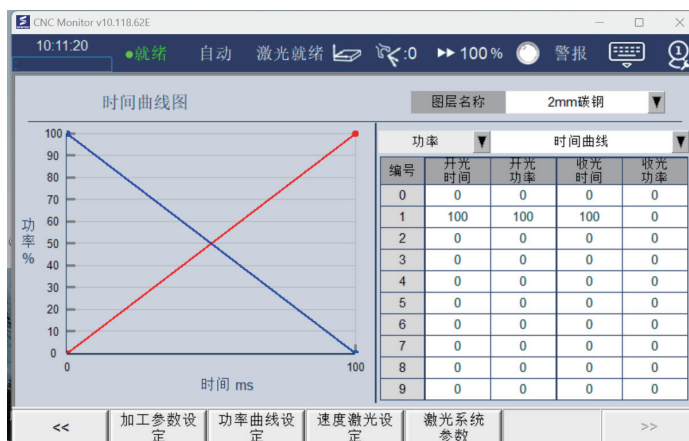 CNC Monitor v10.118.62E
10:11:20
就绪 自动 激光就绪 :0 100 % 警报 1
时间曲线图 图层名称 2mm碳钢
功率 时间曲线
编号 开光时间 开光功率 收光时间 收光功率
0 0 0 0 0
1 100 100 100 0
2 0 0 0 0
3 0 0 0 0
4 0 0 0 0
5 0 0 0 0
6 0 0 0 0
7 0 0 0 0
8 0 0 0 0
9 0 0 0 0
100
90
80
70
60
50
40
30
20
10
0
功率%
0 100
时间 ms
<< 加工参数设定 功率曲线设定 速度激光设定 激光系统参数 >>